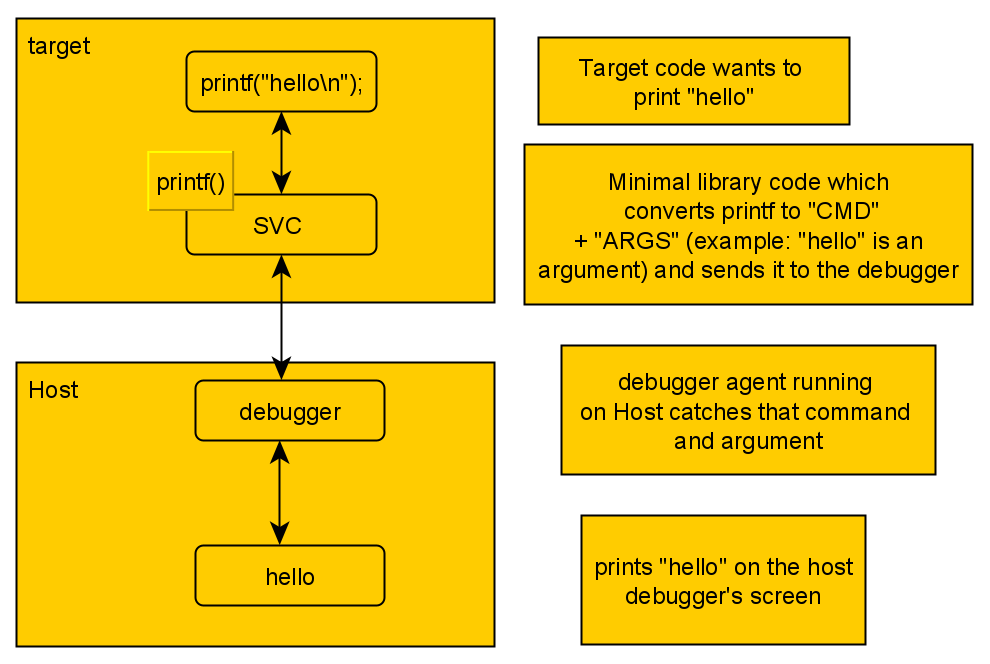 target
printf("hello\n");
printf()
SVC
Host
debugger
hello
Target code wants to
print "hello"
Minimal library code which
converts printf to "CMD"
+ "ARGS" (example: "hello" is an
argument) and sends it to the debugger
debugger agent running
on Host catches that command
and argument
prints "hello" on the host
debugger's screen